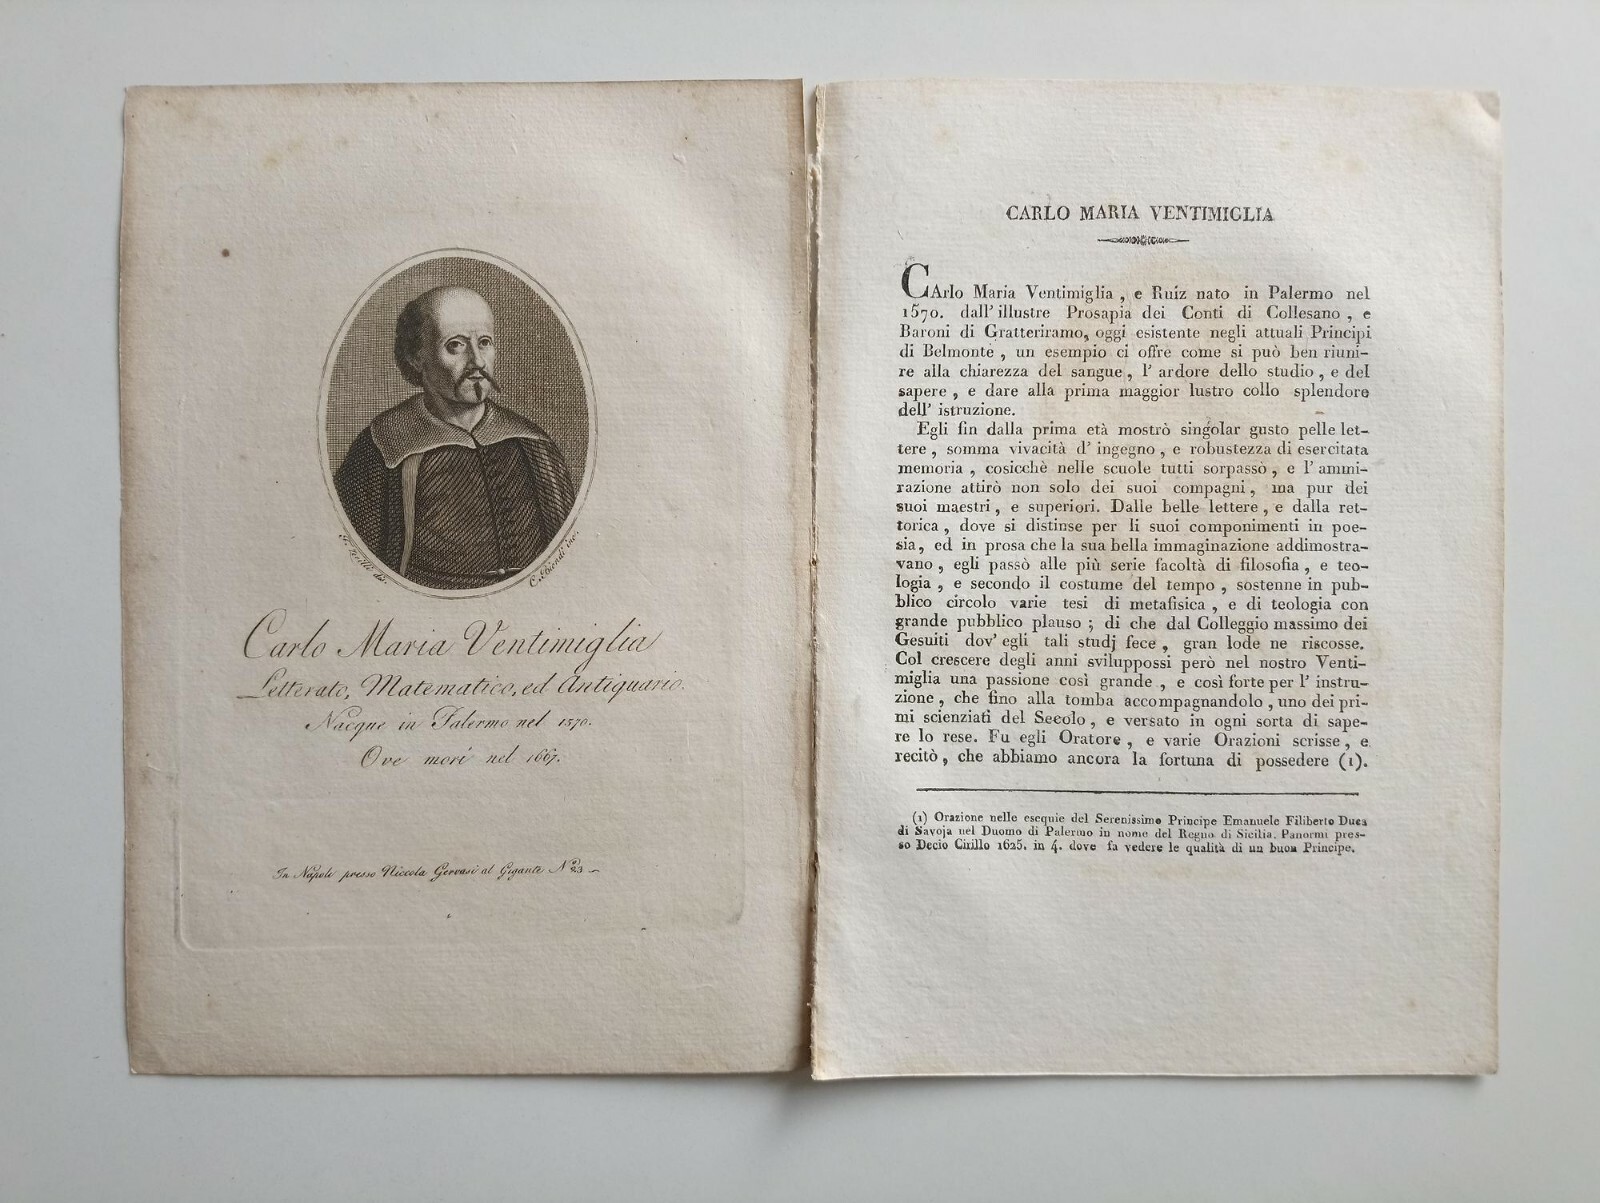 C. Biondi inc.
Carlo Maria Ventimiglia
Letterato, Matematico, ed Antiquario.
Nacque in Palermo nel 1570.
Ove morì nel 1667.
In Napoli presso Niccola Gervasi al Gigante N.º 23
CARLO MARIA VENTIMIGLIA
CArlo Maria Ventimiglia , e Ruiz nato in Palermo nel
1570. dall' illustre Prosapia dei Conti di Collesano , e
Baroni di Gratteriramo, oggi esistente negli attuali Principi
di Belmonte , un esempio ci offre come si può ben riuni-
re alla chiarezza del sangue , l' ardore dello studio , e del
sapere , e dare alla prima maggior lustro collo splendore
dell' istruzione.
Egli fin dalla prima età mostrò singolar gusto pelle let-
tere , somma vivacità d' ingegno , e robustezza di esercitata
memoria , cosicchè nelle scuole tutti sorpassò , e l' ammi-
razione attirò non solo dei suoi compagni , ma pur dei
suoi maestri , e superiori. Dalle belle lettere , e dalla ret-
torica , dove si distinse per li suoi componimenti in poe-
sia , ed in prosa che la sua bella immaginazione addimostra-
vano , egli passò alle più serie facoltà di filosofia , e teo-
logia , e secondo il costume del tempo , sostenne in pub-
blico circolo varie tesi di metafisica , e di teologia con
grande pubblico plauso ; di che dal Colleggio massimo dei
Gesuiti dov' egli tali studj fece , gran lode ne riscosse.
Col crescere degli anni sviluppossi però nel nostro Venti-
miglia una passione così grande , e così forte per l' instru-
zione , che fino alla tomba accompagnandolo , uno dei pri-
mi scienziati del Secolo , e versato in ogni sorta di sape-
re lo rese. Fu egli Oratore , e varie Orazioni scrisse , e
recitò , che abbiamo ancora la fortuna di possedere (1).
(1) Orazione nelle esequie del Serenissimo Principe Emanuele Filiberto Duca
di Savoja nel Duomo di Palermo in nome del Regno di Sicilia. Panormi pres-
so Decio Cirillo 1625. in 4. dove fa vedere le qualità di un buon Principe.